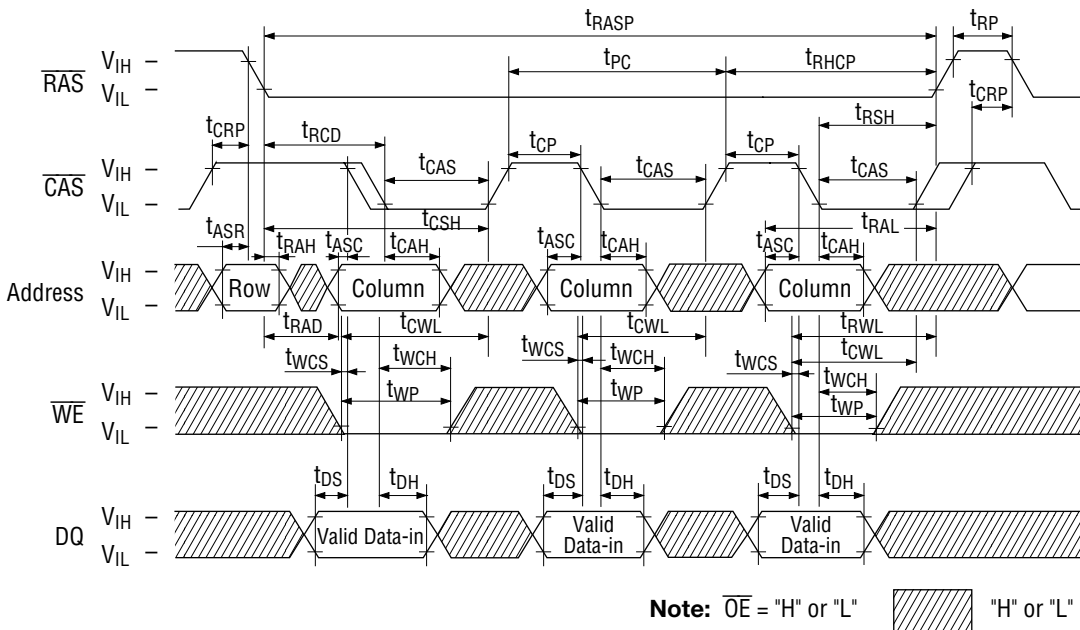 tRASP
tRP
VIH
RAS
VIL
tPC
tRHCP
tCRP
tRSH
tCRP
tRCD
tCP
tCP
VIH
CAS
VIL
tCAS
tCAS
tCAS
tCSH
tRAL
tASR
tRAH
tASC
tCAH
tASC
tCAH
tASC
tCAH
VIH
Address
VIL
Row
Column
Column
Column
tRAD
tCWL
tCWL
tRWL
tCWL
tWCS
tWCH
tWCS
tWCH
tWCS
tWCH
VIH
WE
VIL
tWP
tWP
tWP
tDS
tDH
tDS
tDH
tDS
tDH
VIH
DQ
VIL
Valid Data-in
Valid
Data-in
Valid
Data-in
Note: OE = "H" or "L"
"H" or "L"